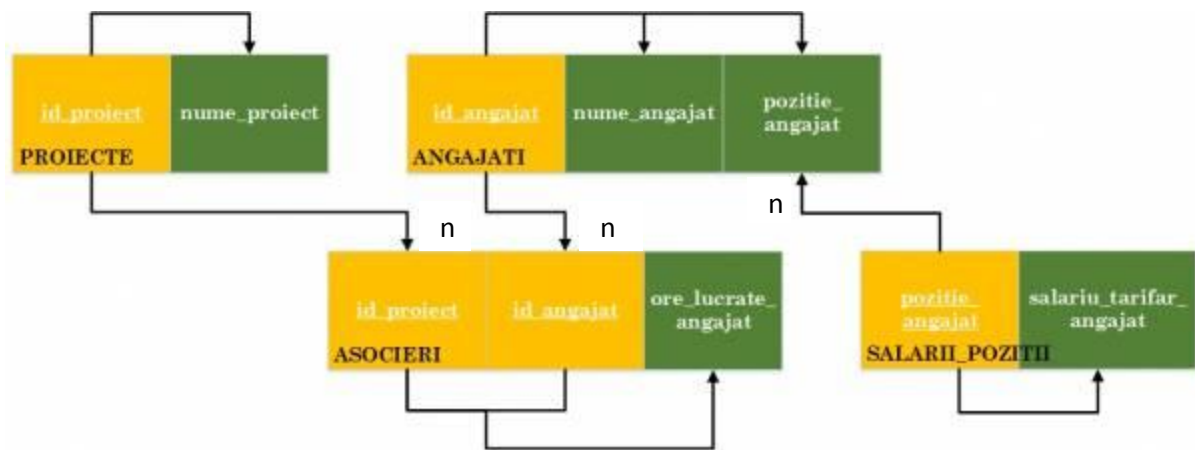 id_proiect
nume_proiect
PROIECTE
id_angajat
nume_angajat
pozitie_
angajat
ANGAJATI
n
n
n
id_proiect
id_angajat
ore_lucrate_
angajat
ASOCIERI
pozitie_
angajat
salariu_tarifar_
angajat
SALARII_POZITII